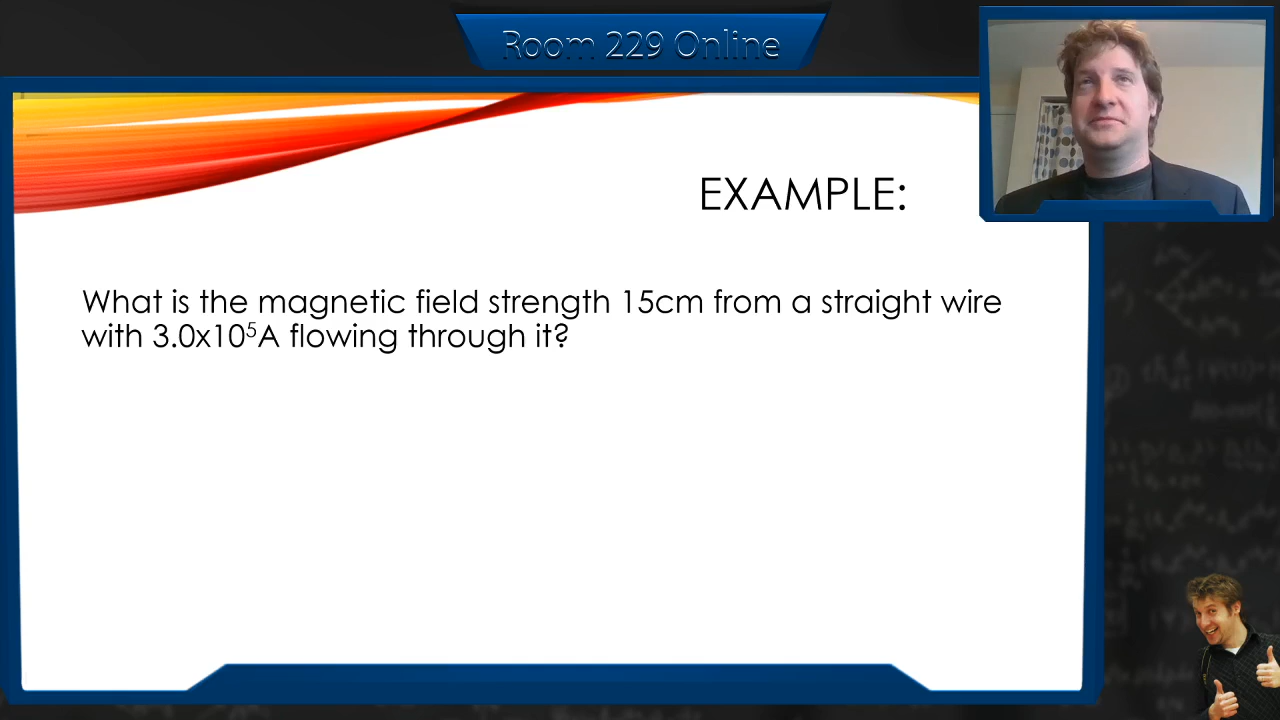 Room 229 Online
EXAMPLE:
What is the magnetic field strength 15cm from a straight wire
with 3.0x10⁵A flowing through it?